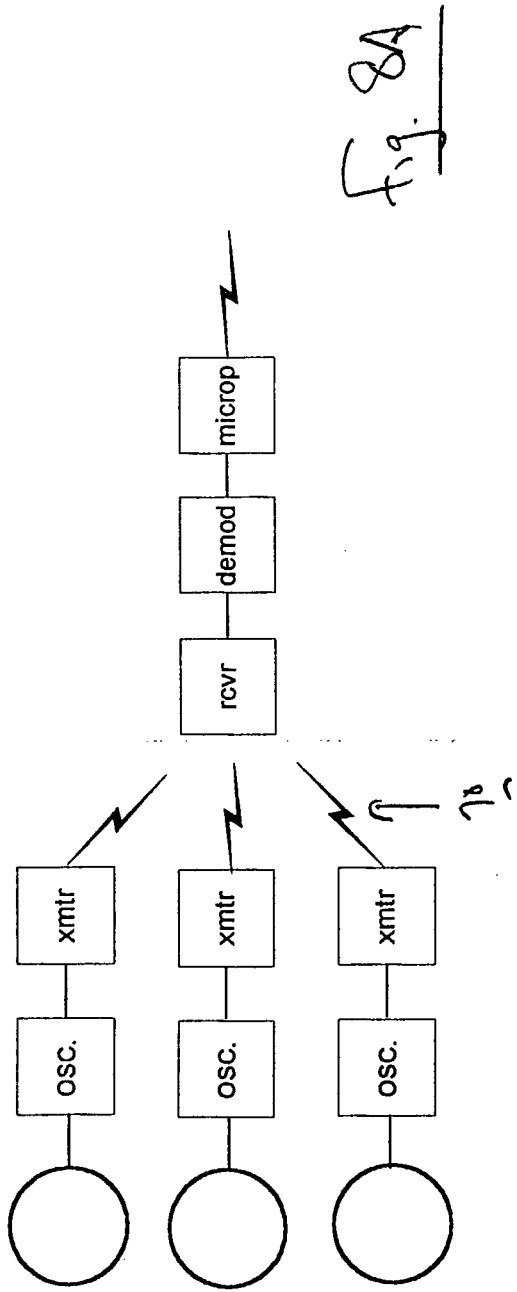 osc.
xmtr
osc.
xmtr
osc.
xmtr
rcvr
demod
microp
Fig. 8A